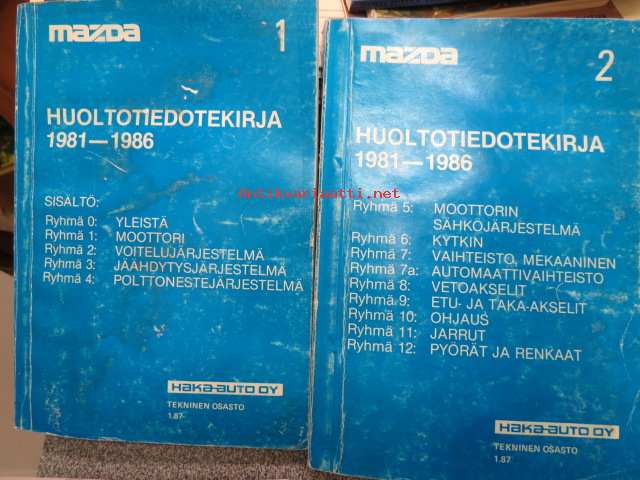 mazda 1
HUOLTOTIEDOTEKIRJA
1981—1986
SISÄLTÖ:
Ryhmä 0: YLEISTÄ
Ryhmä 1: MOOTTORI
Ryhmä 2: VOITELUJÄRJESTELMÄ
Ryhmä 3: JÄÄHDYTYSJÄRJESTELMÄ
Ryhmä 4: POLTTONESTEJÄRJESTELMÄ
HAKA-AUTO OY
TEKNINEN OSASTO
1.87
mazda 2
HUOLTOTIEDOTEKIRJA
1981—1986
Ryhmä 5: MOOTTORIN
SÄHKÖJÄRJESTELMÄ
Ryhmä 6: KYTKIN
Ryhmä 7: VAIHTEISTO, MEKAANINEN
Ryhmä 7a: AUTOMAATTIVAIHTEISTO
Ryhmä 8: VETOAKSELIT
Ryhmä 9: ETU- JA TAKA-AKSELIT
Ryhmä 10: OHJAUS
Ryhmä 11: JARRUT
Ryhmä 12: PYÖRÄT JA RENKAAT
HAKA-AUTO OY
TEKNINEN OSASTO
1.87
Antikvariaatti.net